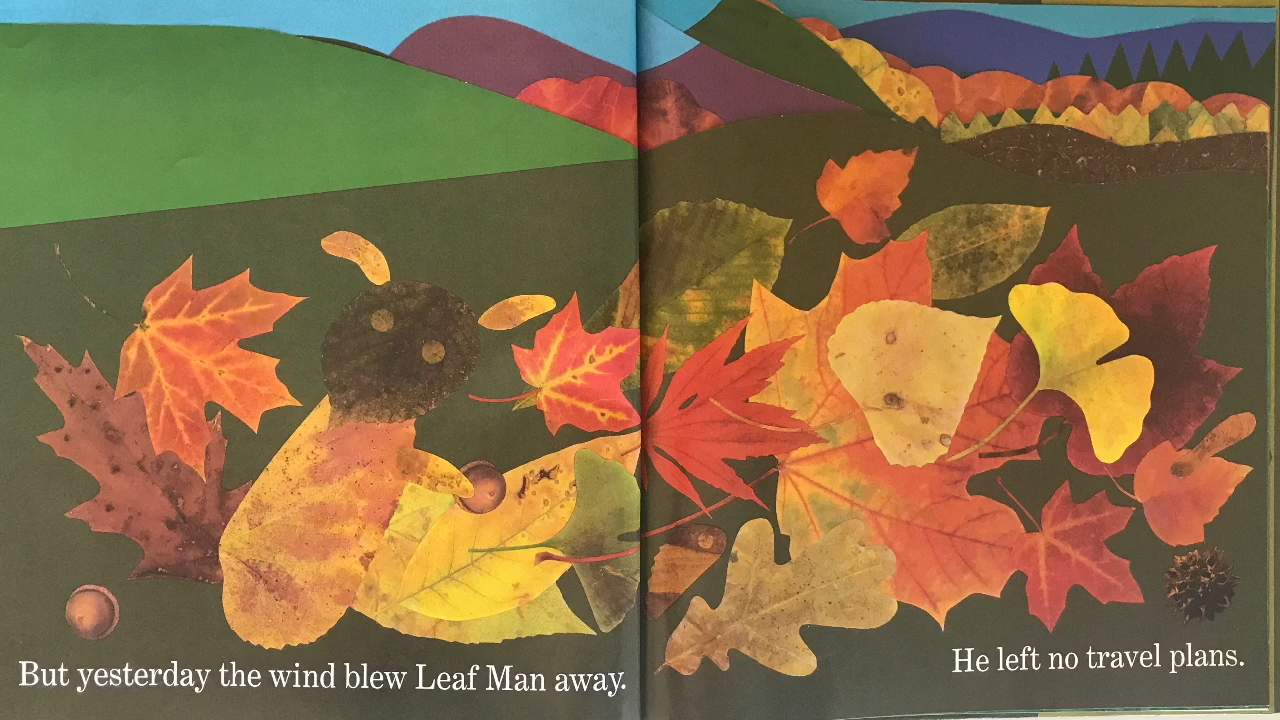 But yesterday the wind blew Leaf Man away.
He left no travel plans.